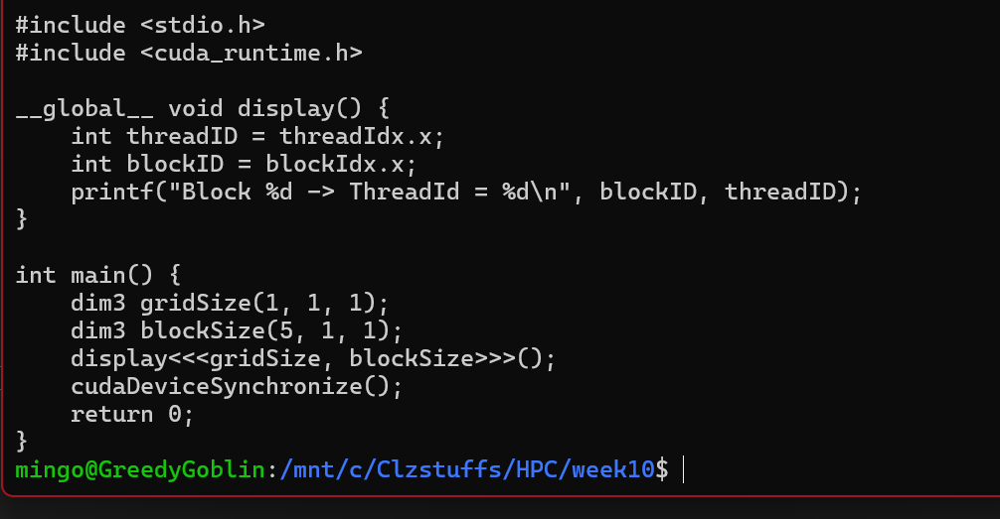 #include <stdio.h>
#include <cuda_runtime.h>

__global__ void display() {
    int threadID = threadIdx.x;
    int blockID = blockIdx.x;
    printf("Block %d -> ThreadId = %d\n", blockID, threadID);
}

int main() {
    dim3 gridSize(1, 1, 1);
    dim3 blockSize(5, 1, 1);
    display<<<gridSize, blockSize>>>();
    cudaDeviceSynchronize();
    return 0;
}
mingo@GreedyGoblin:/mnt/c/Clzstuffs/HPC/week10$